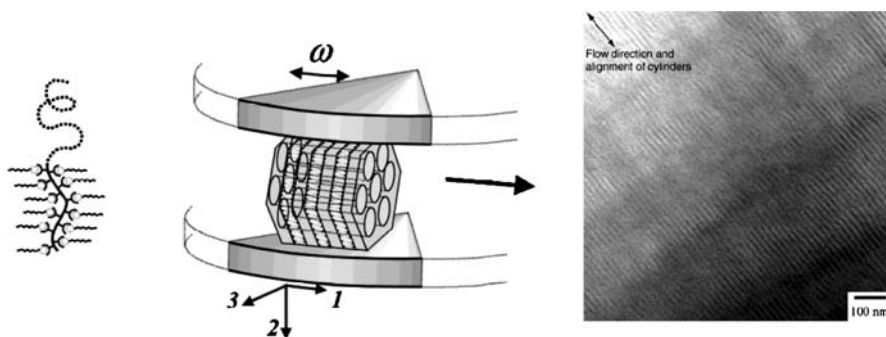 ω
3
1
2
Flow direction and
alignment of cylinders
100 nm